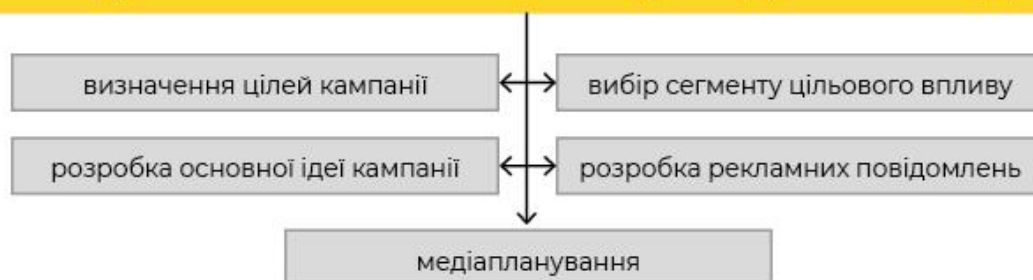 визначення цілей кампанії
вибір сегменту цільового впливу
розробка основної ідеї кампанії
розробка рекламних повідомлень
медіапланування